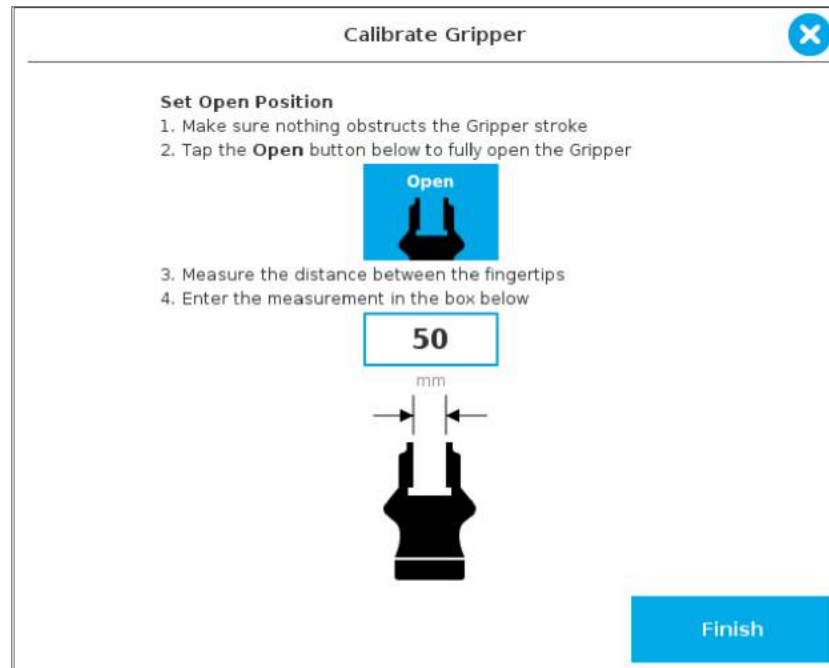 Calibrate Gripper
Set Open Position
1. Make sure nothing obstructs the Gripper stroke
2. Tap the Open button below to fully open the Gripper
Open
3. Measure the distance between the fingertips
4. Enter the measurement in the box below
50
mm
Finish